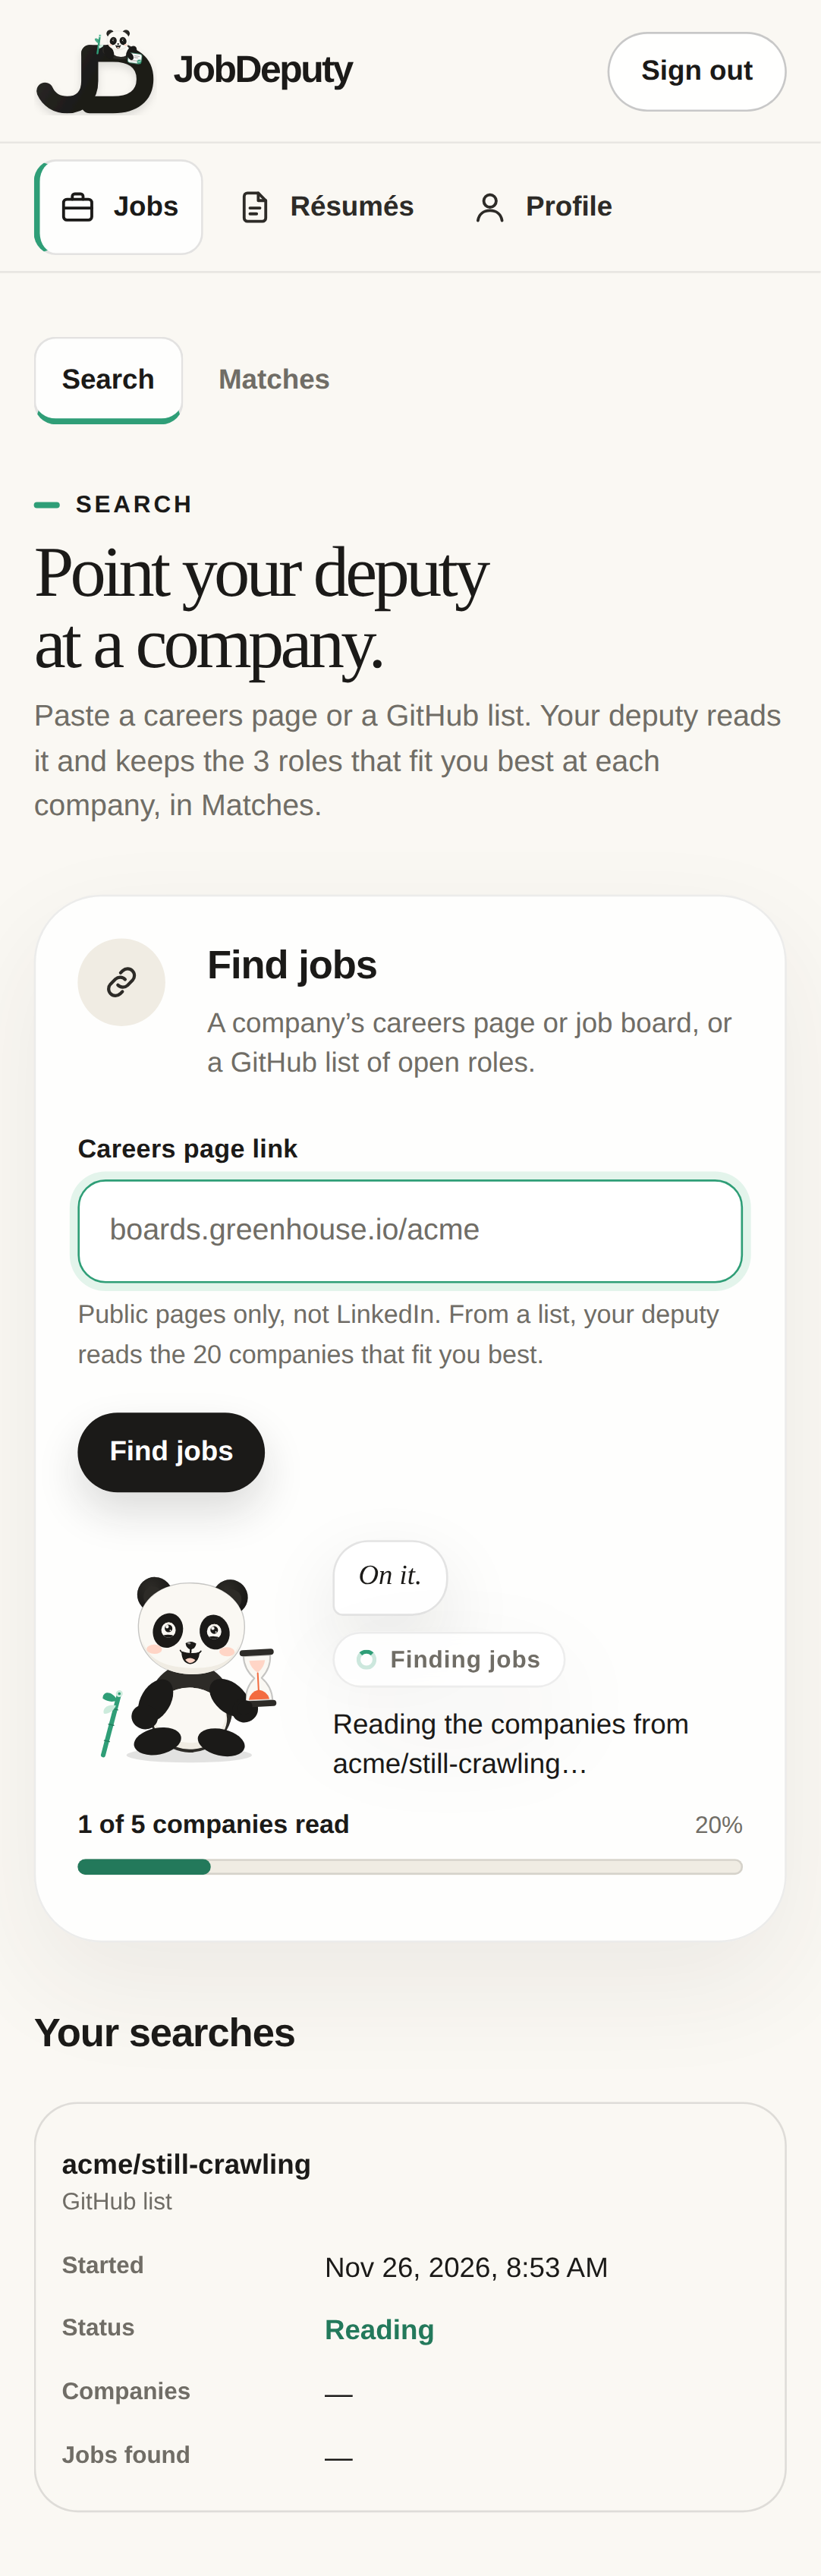 JobDeputy
Sign out
Jobs
Résumés
Profile
Search
Matches
SEARCH
Point your deputy
at a company.
Paste a careers page or a GitHub list. Your deputy reads
it and keeps the 3 roles that fit you best at each
company, in Matches.
Find jobs
A company’s careers page or job board, or
a GitHub list of open roles.
Careers page link
boards.greenhouse.io/acme
Public pages only, not LinkedIn. From a list, your deputy
reads the 20 companies that fit you best.
Find jobs
On it.
Finding jobs
Reading the companies from
acme/still-crawling…
1 of 5 companies read
20%
Your searches
acme/still-crawling
GitHub list
Started
Nov 26, 2026, 8:53 AM
Status
Reading
Companies
—
Jobs found
—